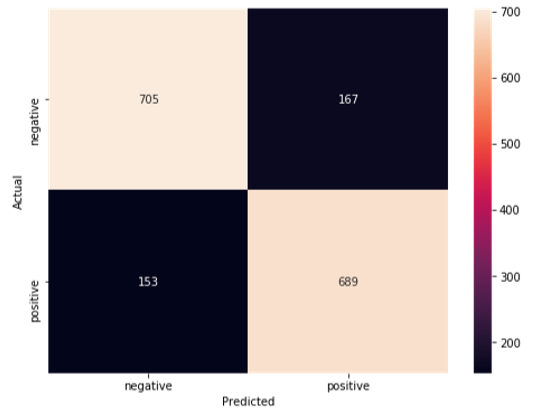 705 167
153 689
negative
positive
Actual
negative positive
Predicted
700
600
500
400
300
200